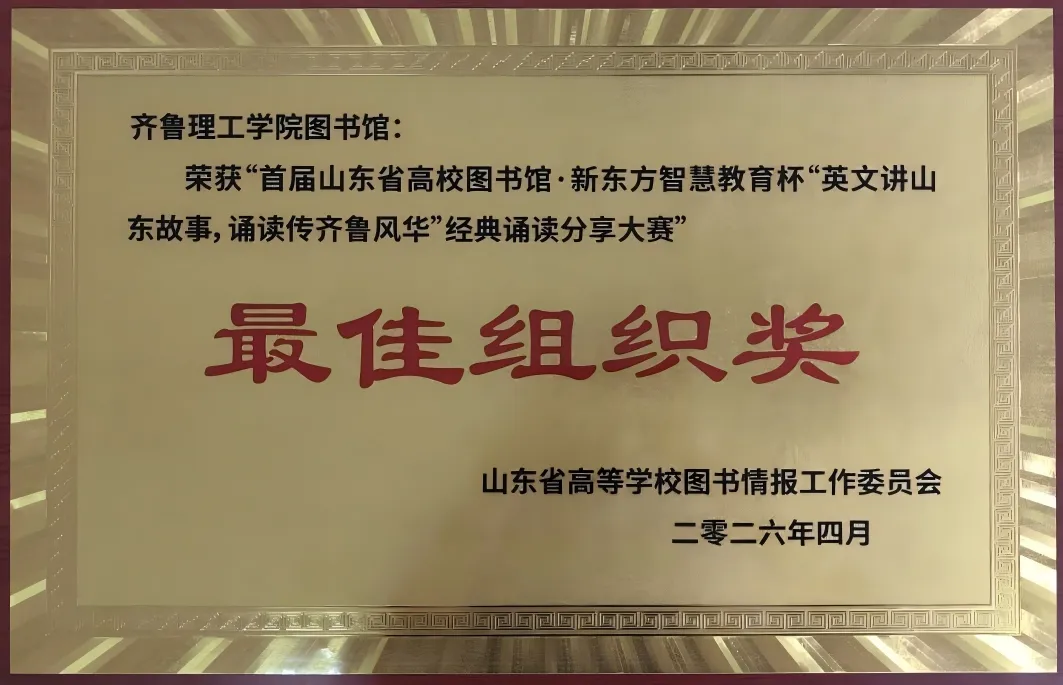 齐鲁理工学院图书馆：
荣获“首届山东省高校图书馆·新东方智慧教育杯“英文讲山
东故事，诵读传齐鲁风华”经典诵读分享大赛”
最佳组织奖
山东省高等学校图书情报工作委员会
二零二六年四月